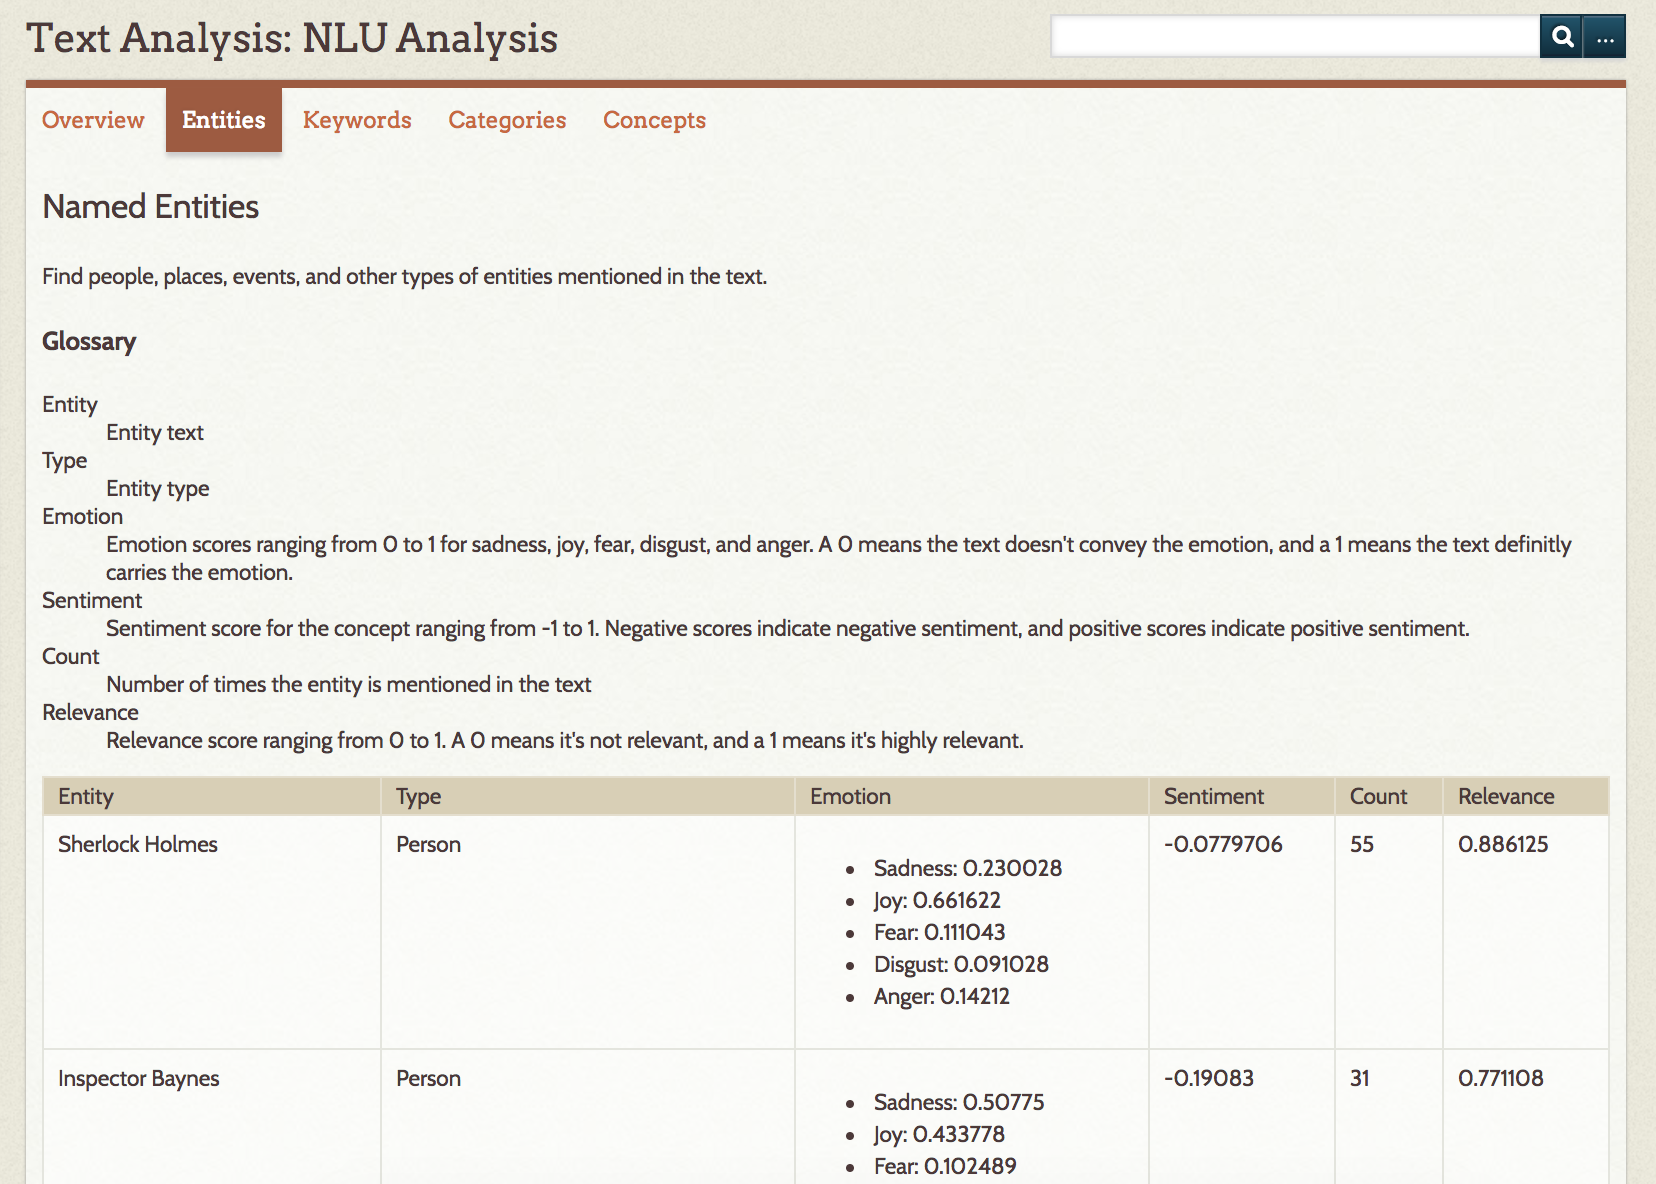 Text Analysis: NLU Analysis
...
Overview Entities Keywords Categories Concepts
Named Entities
Find people, places, events, and other types of entities mentioned in the text.
Glossary
Entity
Entity text
Type
Entity type
Emotion
Emotion scores ranging from 0 to 1 for sadness, joy, fear, disgust, and anger. A 0 means the text doesn't convey the emotion, and a 1 means the text definitly
carries the emotion.
Sentiment
Sentiment score for the concept ranging from -1 to 1. Negative scores indicate negative sentiment, and positive scores indicate positive sentiment.
Count
Number of times the entity is mentioned in the text
Relevance
Relevance score ranging from 0 to 1. A 0 means it's not relevant, and a 1 means it's highly relevant.
Entity Type Emotion Sentiment Count Relevance
Sherlock Holmes Person -0.0779706 55 0.886125
Sadness: 0.230028
Joy: 0.661622
Fear: 0.111043
Disgust: 0.091028
Anger: 0.14212
Inspector Baynes Person -0.19083 31 0.771108
Sadness: 0.50775
Joy: 0.433778
Fear: 0.102489